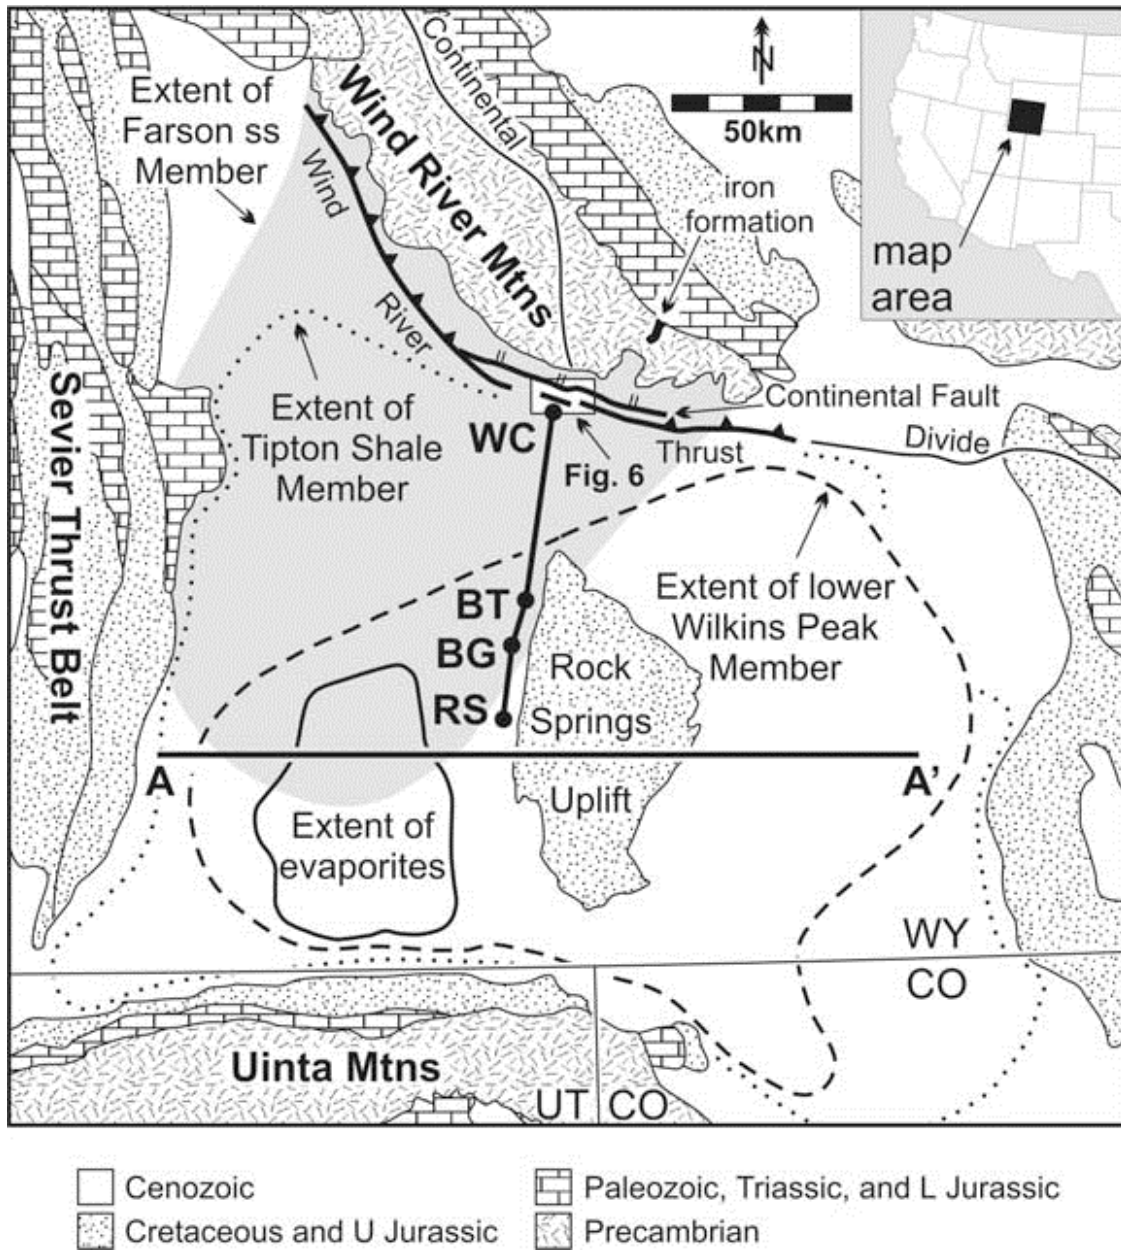 Extent of
Farson ss
Member
Wind River Mtns
Continental
N
50km
map
area
iron
formation
Wind
River
Thrust
Sevier Thrust Belt
Extent of
Tipton Shale
Member
Continental Fault
Divide
WC
Fig. 6
Extent of lower
Wilkins Peak
Member
BT
BG
RS
Rock
Springs
Uplift
A
A'
Extent of
evaporites
WY
CO
Uinta Mtns
UT
CO
Cenozoic
Cretaceous and U Jurassic
Paleozoic, Triassic, and L Jurassic
Precambrian